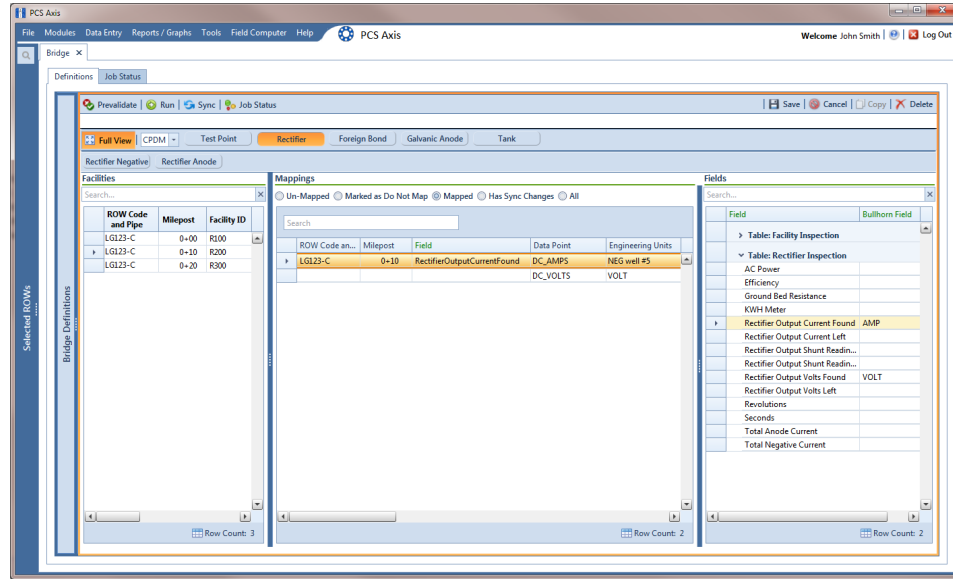 PCS Axis
File Modules Data Entry Reports / Graphs Tools Field Computer Help PCS Axis Welcome John Smith Log Out
Bridge ✕
Definitions Job Status
Prevalidate Run Sync Job Status Save Cancel Copy Delete
Full View CPDM Test Point Rectifier Foreign Bond Galvanic Anode Tank
Rectifier Negative Rectifier Anode
Facilities
Search...
ROW Code and Pipe Milepost Facility ID
LG123-C 0+00 R100
LG123-C 0+10 R200
LG123-C 0+20 R300
Row Count: 3
Mappings
Un-Mapped Marked as Do Not Map Mapped Has Sync Changes All
Search
ROW Code an... Milepost Field Data Point Engineering Units
LG123-C 0+10 RectifierOutputCurrentFound DC_AMPS NEG well #5
DC_VOLTS VOLT
Row Count: 2
Fields
Search...
Field Bullhorn Field
Table: Facility Inspection
Table: Rectifier Inspection
AC Power
Efficiency
Ground Bed Resistance
KWH Meter
Rectifier Output Current Found AMP
Rectifier Output Current Left
Rectifier Output Shunt Readin...
Rectifier Output Shunt Readin...
Rectifier Output Volts Found VOLT
Rectifier Output Volts Left
Revolutions
Seconds
Total Anode Current
Total Negative Current
Row Count: 2
Selected ROWs
Bridge Definitions